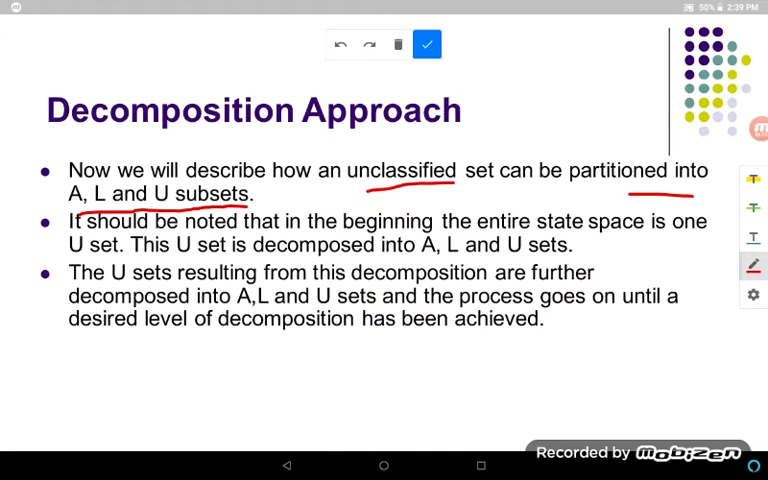 50% 2:39 PM
Decomposition Approach
Now we will describe how an unclassified set can be partitioned into
A, L and U subsets.
It should be noted that in the beginning the entire state space is one
U set. This U set is decomposed into A, L and U sets.
The U sets resulting from this decomposition are further
decomposed into A,L and U sets and the process goes on until a
desired level of decomposition has been achieved.
T
T
T
Recorded by mobizen